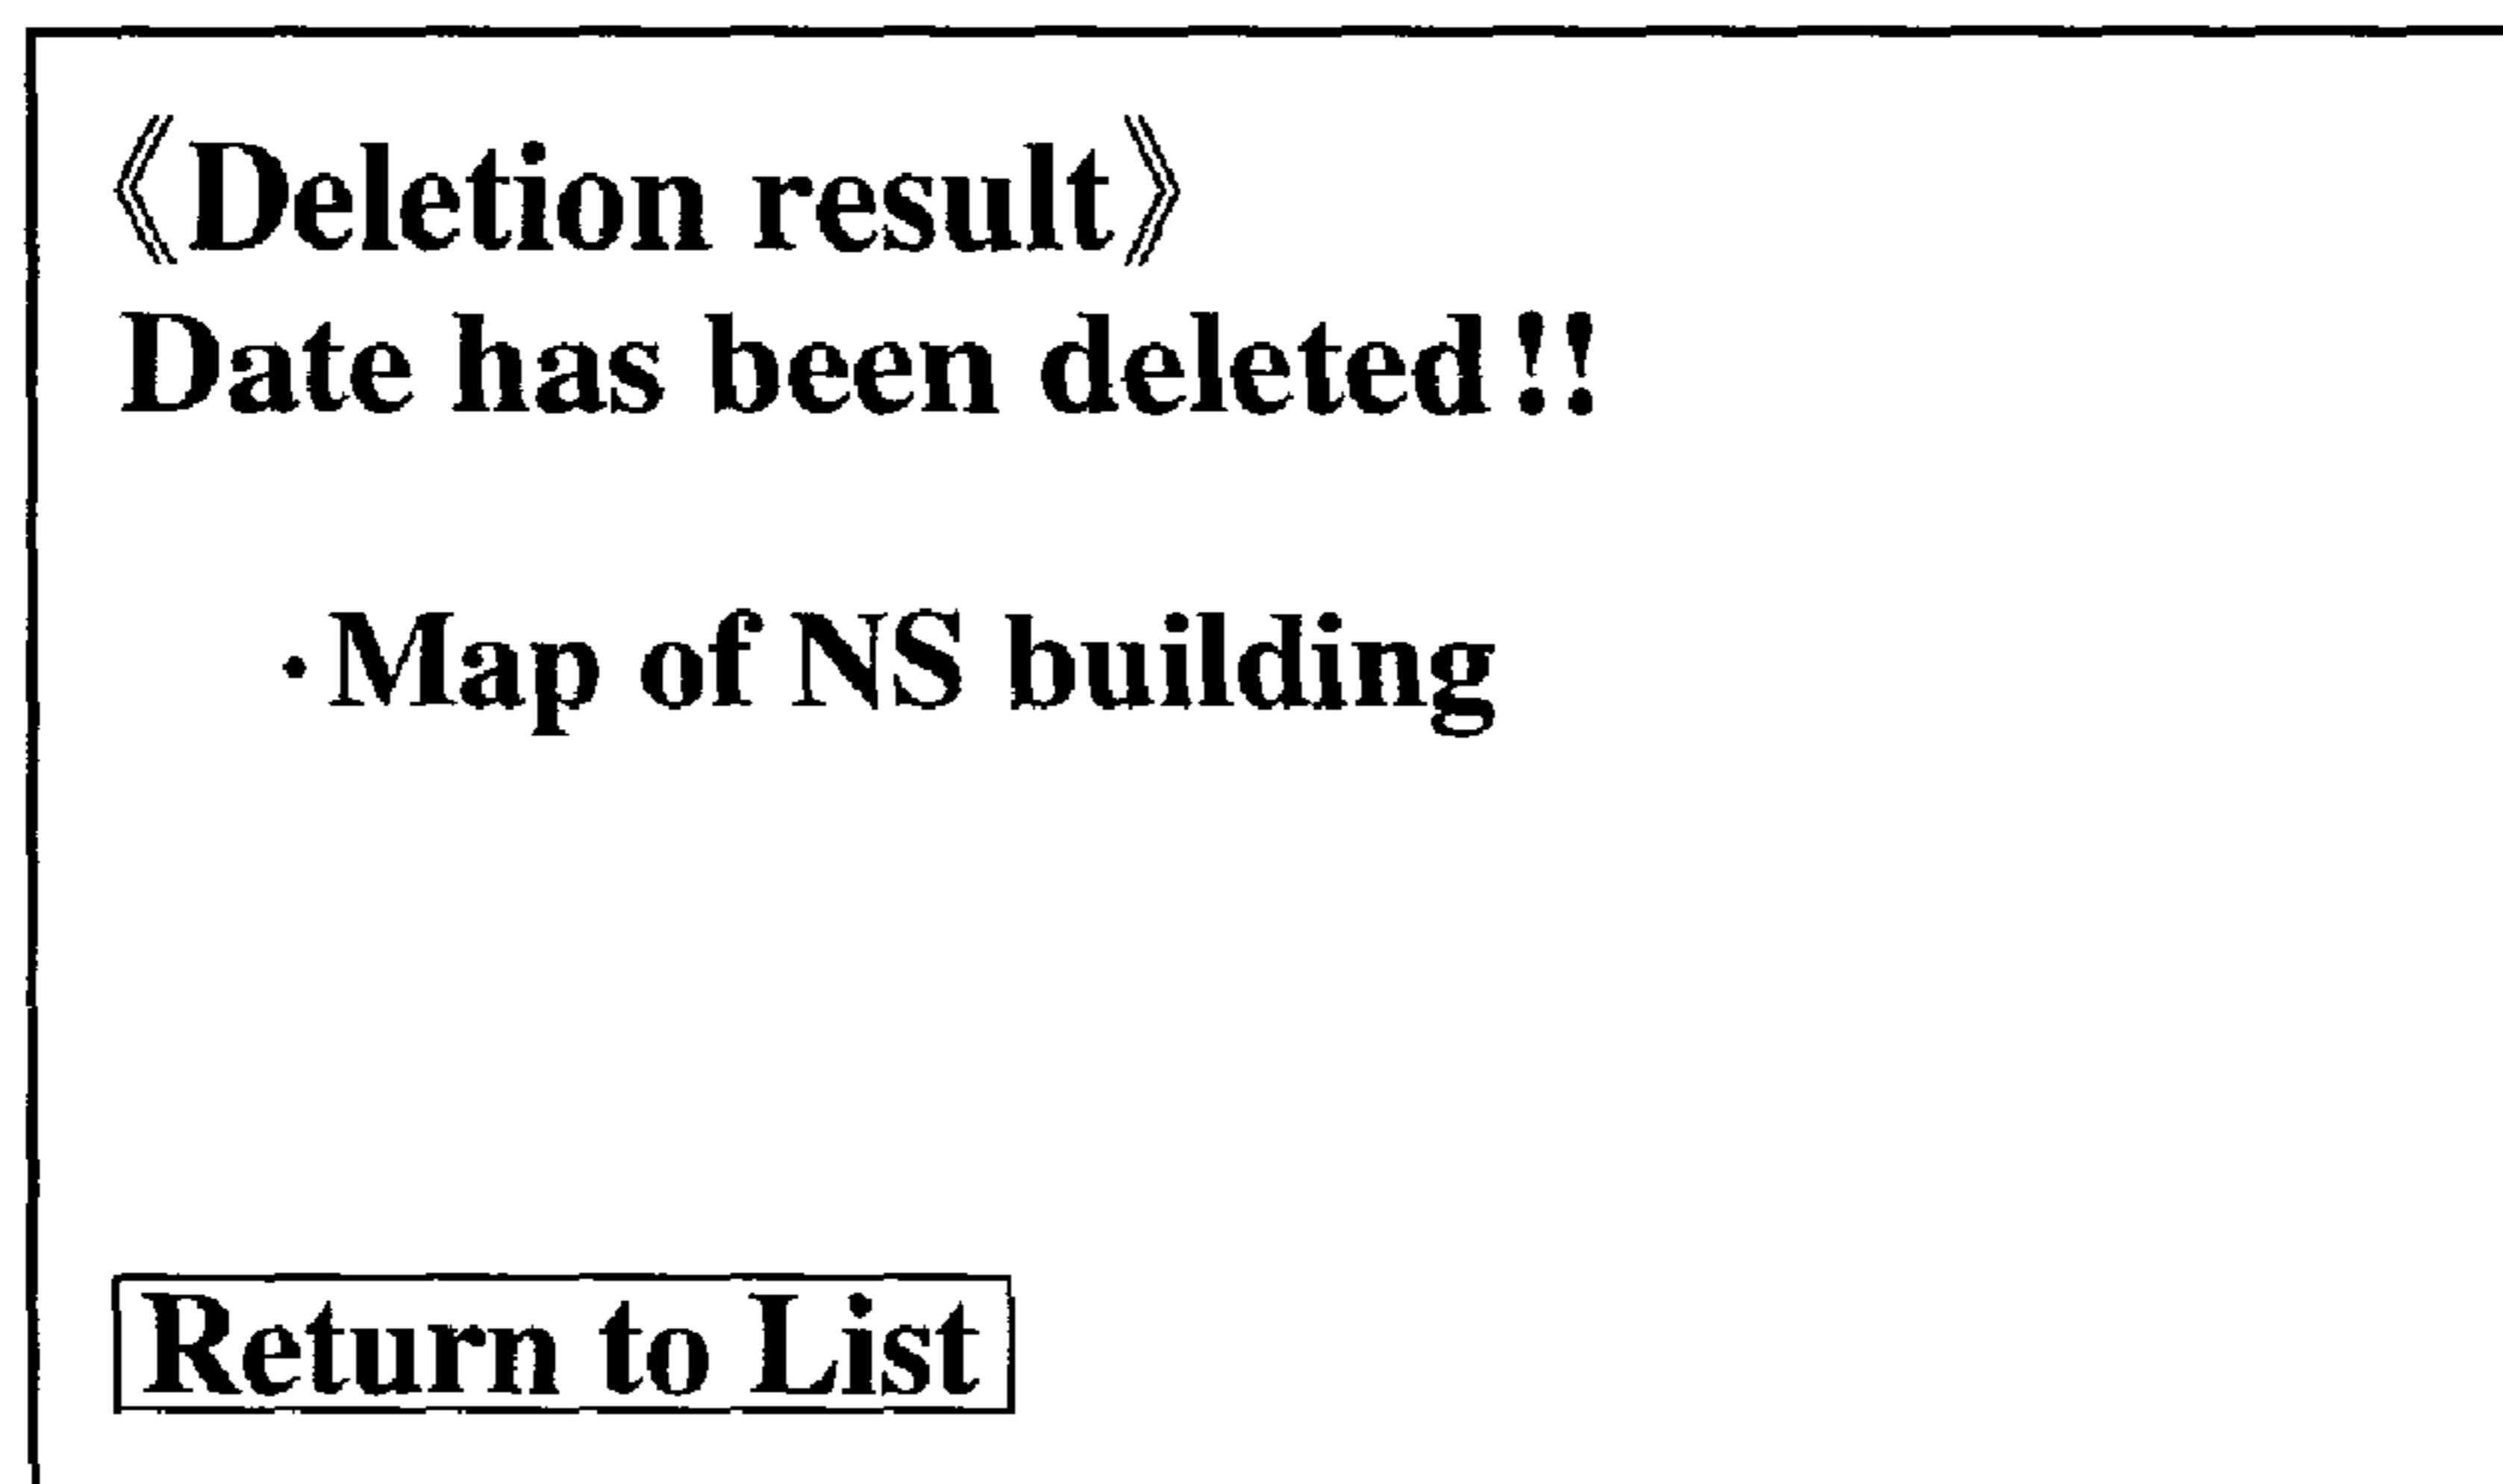 《Deletion result》
Date has been deleted!!
·Map of NS building
Return to List